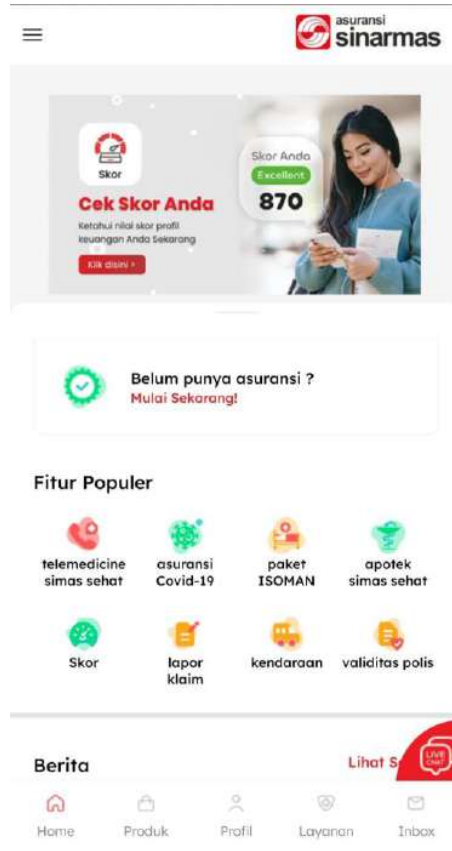 asuransi
sinarmas
Skor
Cek Skor Anda
Ketahui nilai skor profil
keuangan Anda Sekarang
Klik disini >
Skor Anda
Excellent
870
Belum punya asuransi ?
Mulai Sekarang!
Fitur Populer
telemedicine
simas sehat
asuransi
Covid-19
paket
ISOMAN
apotek
simas sehat
Skor
lapor
klaim
kendaraan
validitas polis
Berita
Lihat
LIVE
CHAT
Home
Produk
Profil
Layanan
Inbox